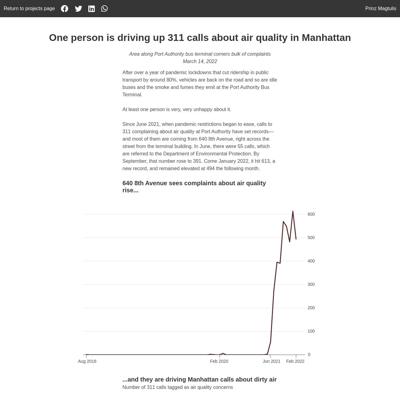 Return to projects page
Prinz Magtulis
One person is driving up 311 calls about air quality in Manhattan
Area along Port Authority bus terminal corners bulk of complaints
March 14, 2022
After over a year of pandemic lockdowns that cut ridership in public
transport by around 80%, vehicles are back on the road and so are idle
buses and the smoke and fumes they emit at the Port Authority Bus
Terminal.
At least one person is very, very unhappy about it.
Since June 2021, when pandemic restrictions began to ease, calls to
311 complaining about air quality at Port Authority have set records—
and most of them are coming from 640 8th Avenue, right across the
street from the terminal building. In June, there were 55 calls, which
are referred to the Department of Environmental Protection. By
September, that number rose to 391. Come January 2022, it hit 613, a
new record, and remained elevated at 494 the following month.
640 8th Avenue sees complaints about air quality
rise...
600
500
400
300
200
100
0
Aug 2018
Feb 2020
Jun 2021
Feb 2022
...and they are driving Manhattan calls about dirty air
Number of 311 calls tagged as air quality concerns